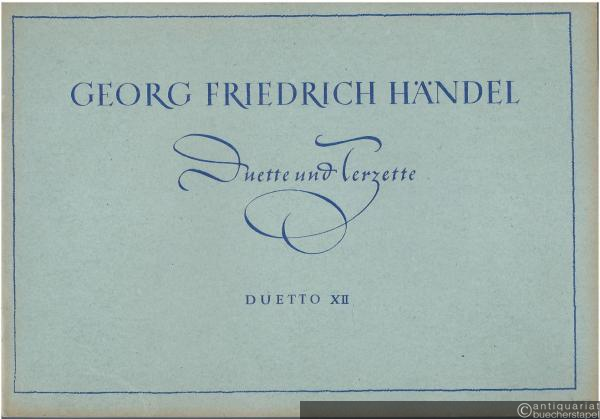 GEORG FRIEDRICH HÄNDEL
Duette und Terzette
DUETTO XII
©antiquariat
buecherstapel